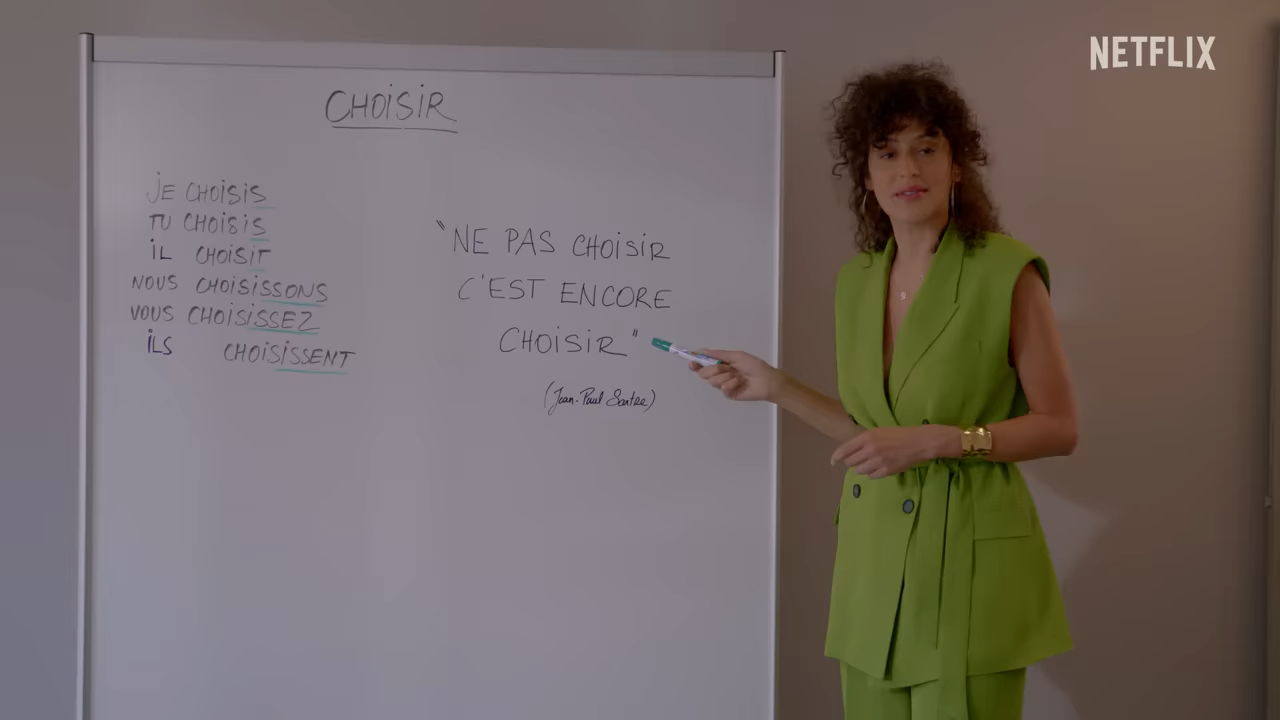 NETFLIX
CHOISIR
JE CHOISIS
TU CHOISIS
IL CHOISIT
NOUS CHOISISSONS
VOUS CHOISISSEZ
ILS CHOISISSENT
"NE PAS CHOISIR
C'EST ENCORE
CHOISIR"
(Jean-Paul Sartre)